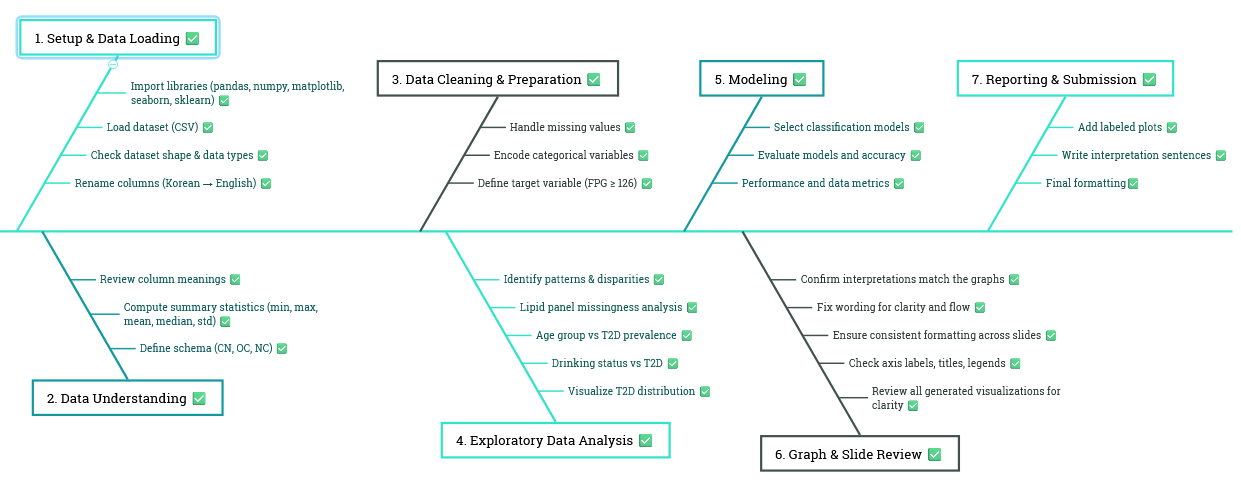 1. Setup & Data Loading ✅
Import libraries (pandas, numpy, matplotlib,
seaborn, sklearn) ✅
Load dataset (CSV) ✅
Check dataset shape & data types ✅
Rename columns (Korean → English) ✅
2. Data Understanding ✅
Review column meanings ✅
Compute summary statistics (min, max,
mean, median, std) ✅
Define schema (CN, OC, NC) ✅
3. Data Cleaning & Preparation ✅
Handle missing values ✅
Encode categorical variables ✅
Define target variable (FPG ≥ 126) ✅
4. Exploratory Data Analysis ✅
Identify patterns & disparities ✅
Lipid panel missingness analysis ✅
Age group vs T2D prevalence ✅
Drinking status vs T2D ✅
Visualize T2D distribution ✅
5. Modeling ✅
Select classification models ✅
Evaluate models and accuracy ✅
Performance and data metrics ✅
6. Graph & Slide Review ✅
Confirm interpretations match the graphs ✅
Fix wording for clarity and flow ✅
Ensure consistent formatting across slides ✅
Check axis labels, titles, legends ✅
Review all generated visualizations for
clarity ✅
7. Reporting & Submission ✅
Add labeled plots ✅
Write interpretation sentences ✅
Final formatting✅